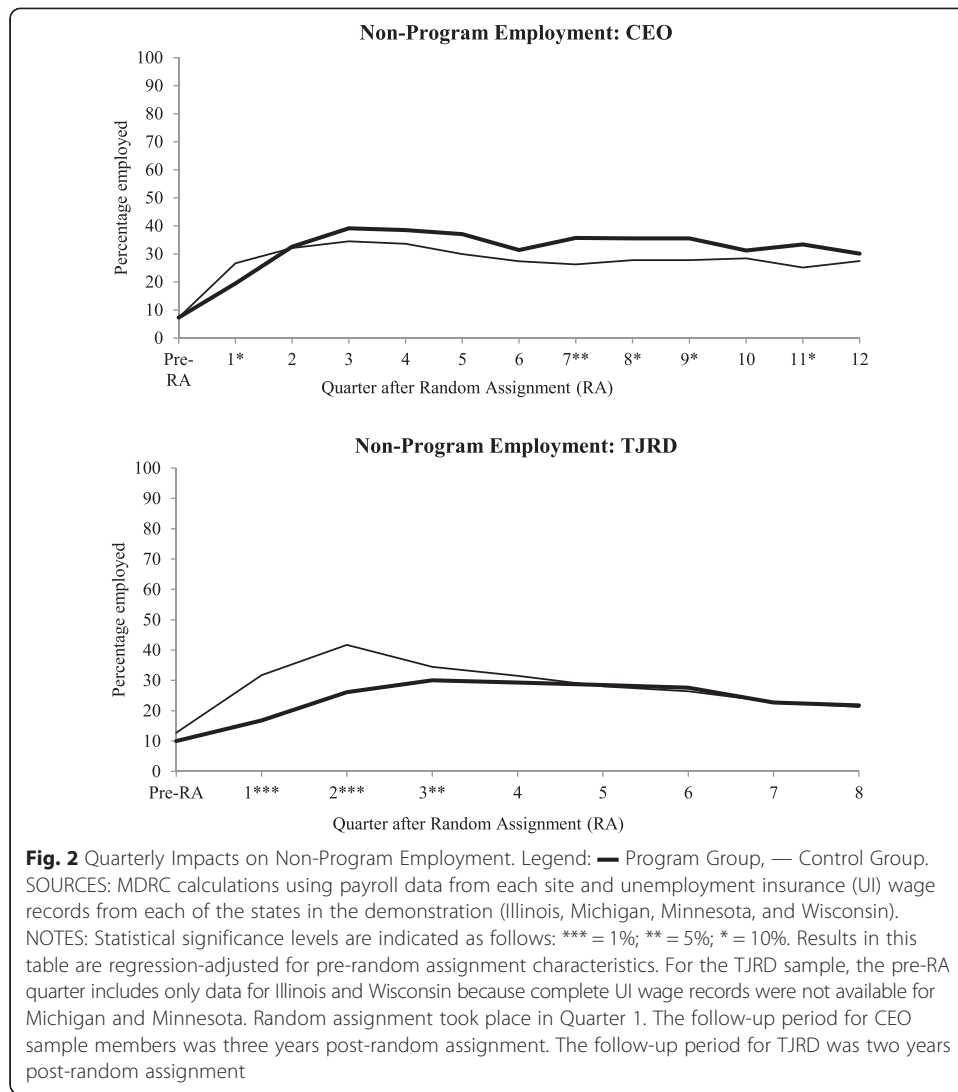 Non-Program Employment: CEO
100
90
80
70
60
50
40
30
20
10
0
Percentage employed
Pre-
RA
1*
2
3
4
5
6
7**
8*
9*
10
11*
12
Quarter after Random Assignment (RA)
Non-Program Employment: TJRD
100
90
80
70
60
50
40
30
20
10
0
Percentage employed
Pre-RA
1***
2***
3**
4
5
6
7
8
Quarter after Random Assignment (RA)
Fig. 2 Quarterly Impacts on Non-Program Employment. Legend: — Program Group, — Control Group.
SOURCES: MDRC calculations using payroll data from each site and unemployment insurance (UI) wage
records from each of the states in the demonstration (Illinois, Michigan, Minnesota, and Wisconsin).
NOTES: Statistical significance levels are indicated as follows: *** = 1%; ** = 5%; * = 10%. Results in this
table are regression-adjusted for pre-random assignment characteristics. For the TJRD sample, the pre-RA
quarter includes only data for Illinois and Wisconsin because complete UI wage records were not available for
Michigan and Minnesota. Random assignment took place in Quarter 1. The follow-up period for CEO
sample members was three years post-random assignment. The follow-up period for TJRD was two years
post-random assignment